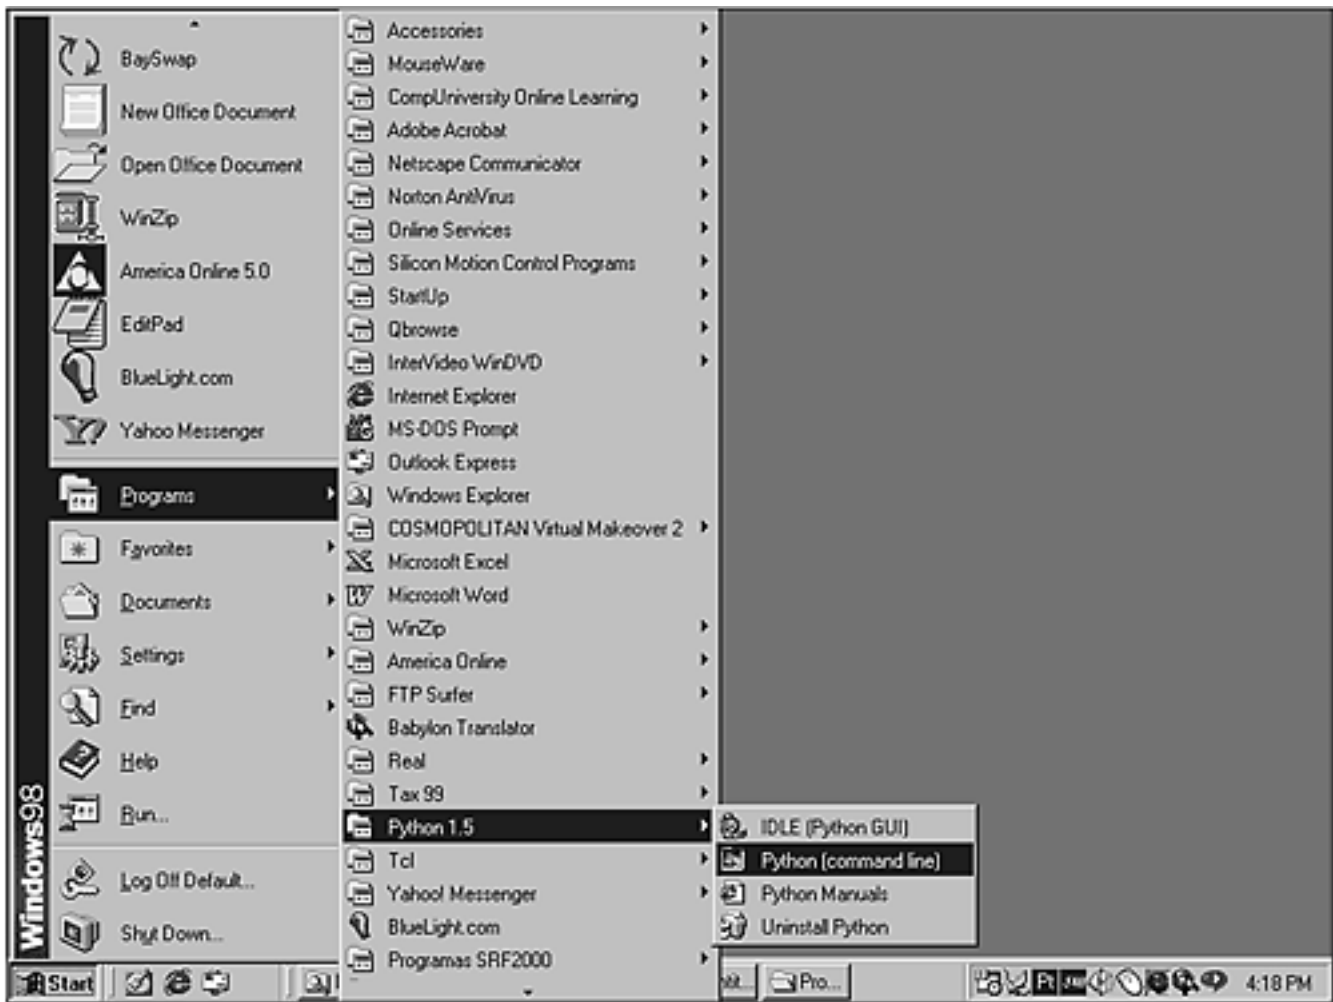 BaySwap
New Office Document
Open Office Document
WinZip
America Online 5.0
EditPad
BlueLight.com
Yahoo Messenger
Programs
Favorites
Documents
Settings
Find
Help
Run...
Log Off Default...
Shut Down...
Windows98
Accessories
MouseWare
CompUniversity Online Learning
Adobe Acrobat
Netscape Communicator
Norton AntiVirus
Online Services
Silicon Motion Control Programs
StartUp
Qbrowse
InterVideo WinDVD
Internet Explorer
MS-DOS Prompt
Outlook Express
Windows Explorer
COSMOPOLITAN Virtual Makeover 2
Microsoft Excel
Microsoft Word
WinZip
America Online
FTP Surfer
Babylon Translator
Real
Tax 99
Python 1.5
Tcl
Yahoo! Messenger
BlueLight.com
Programas SRF2000
IDLE (Python GUI)
Python (command line)
Python Manuals
Uninstall Python
Start
Pro...
4:18 PM